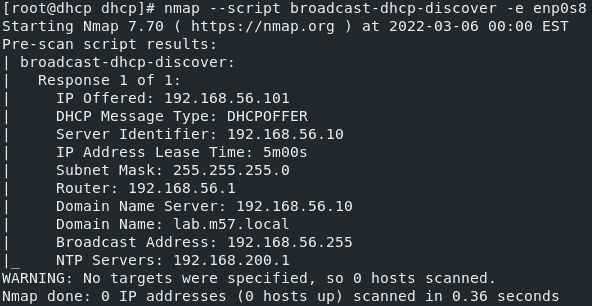 [root@dhcp dhcp]# nmap --script broadcast-dhcp-discover -e enp0s8
Starting Nmap 7.70 ( https://nmap.org ) at 2022-03-06 00:00 EST
Pre-scan script results:
| broadcast-dhcp-discover:
|   Response 1 of 1:
|     IP Offered: 192.168.56.101
|     DHCP Message Type: DHCPOFFER
|     Server Identifier: 192.168.56.10
|     IP Address Lease Time: 5m00s
|     Subnet Mask: 255.255.255.0
|     Router: 192.168.56.1
|     Domain Name Server: 192.168.56.10
|     Domain Name: lab.m57.local
|     Broadcast Address: 192.168.56.255
|_    NTP Servers: 192.168.200.1
WARNING: No targets were specified, so 0 hosts scanned.
Nmap done: 0 IP addresses (0 hosts up) scanned in 0.36 seconds